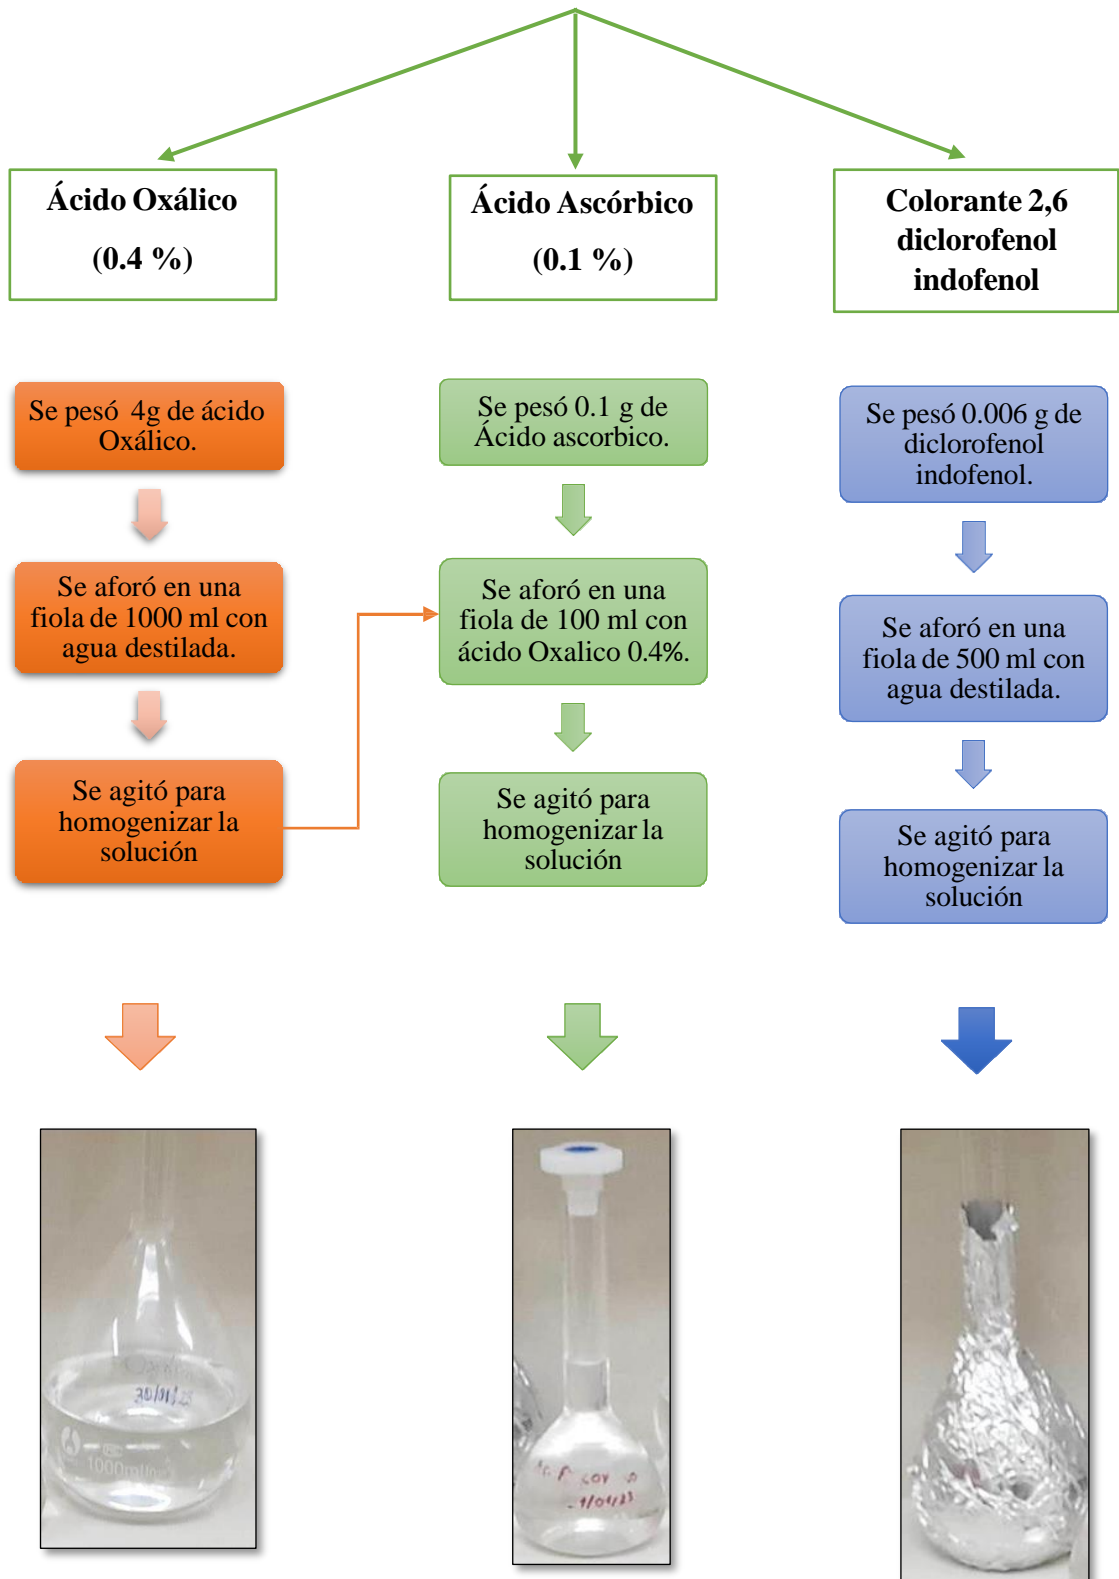 Ácido Oxálico
(0.4 %)
Ácido Ascórbico
(0.1 %)
Colorante 2,6
diclorofenol
indofenol
Se pesó 4g de ácido
Oxálico.
Se aforó en una
fiola de 1000 ml con
agua destilada.
Se agitó para
homogenizar la
solución
Se pesó 0.1 g de
Ácido ascorbico.
Se aforó en una
fiola de 100 ml con
ácido Oxalico 0.4%.
Se agitó para
homogenizar la
solución
Se pesó 0.006 g de
diclorofenol
indofenol.
Se aforó en una
fiola de 500 ml con
agua destilada.
Se agitó para
homogenizar la
solución
1000ml